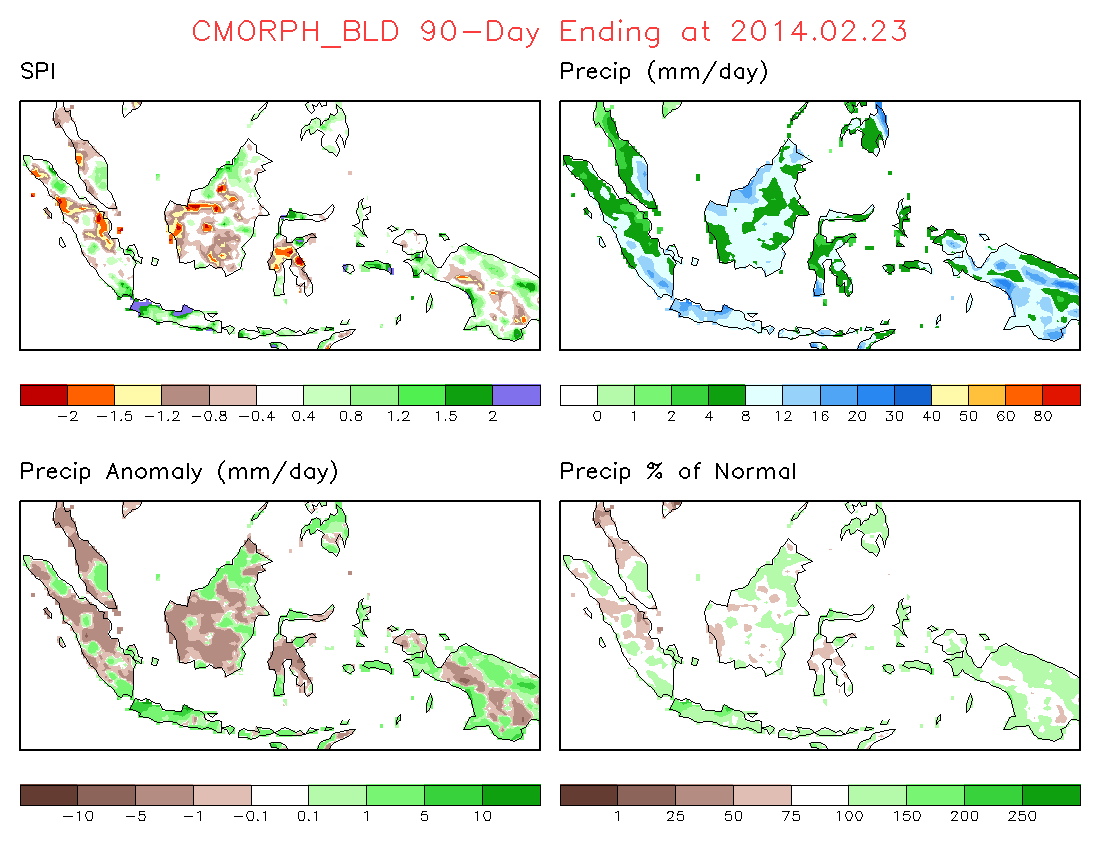 CMORPH_BLD 90-Day Ending at 2014.02.23
SPI
Precip (mm/day)
-2 -1.5 -1.2 -0.8 -0.4 0.4 0.8 1.2 1.5 2
0 1 2 4 8 12 16 20 30 40 50 60 80
Precip Anomaly (mm/day)
Precip % of Normal
-10 -5 -1 -0.1 0.1 1 5 10
1 25 50 75 100 150 200 250